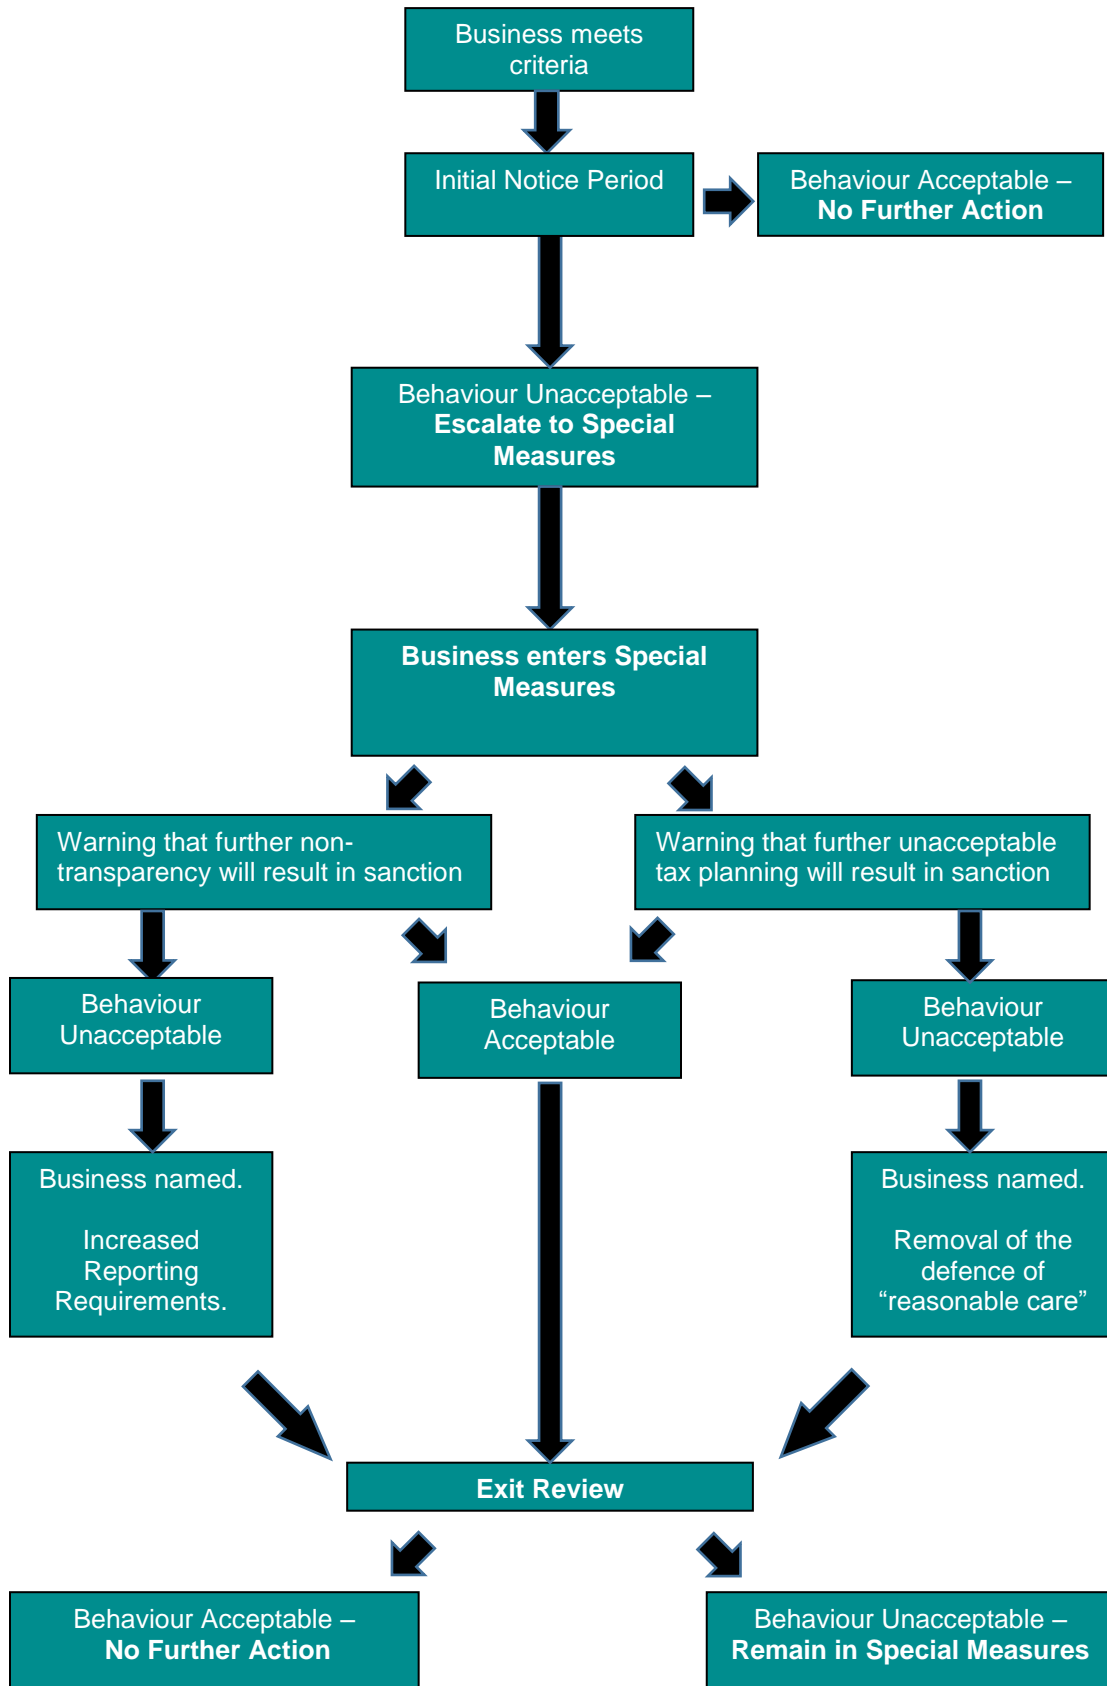 Business meets
criteria
Initial Notice Period
Behaviour Acceptable –
No Further Action
Behaviour Unacceptable –
Escalate to Special
Measures
Business enters Special
Measures
Warning that further non-
transparency will result in sanction
Warning that further unacceptable
tax planning will result in sanction
Behaviour
Unacceptable
Behaviour
Acceptable
Behaviour
Unacceptable
Business named.
Increased
Reporting
Requirements.
Business named.
Removal of the
defence of
“reasonable care”
Exit Review
Behaviour Acceptable –
No Further Action
Behaviour Unacceptable –
Remain in Special Measures